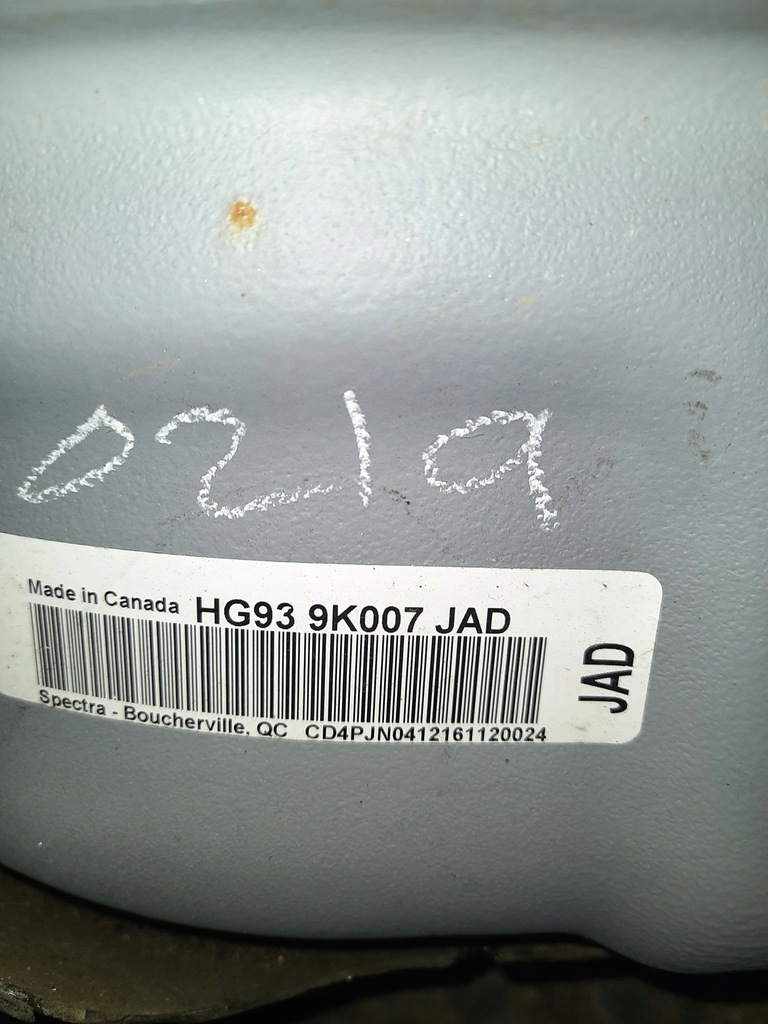 0219
Made in Canada HG93 9K007 JAD
JAD
Spectra - Boucherville, QC CD4PJN0412161120024